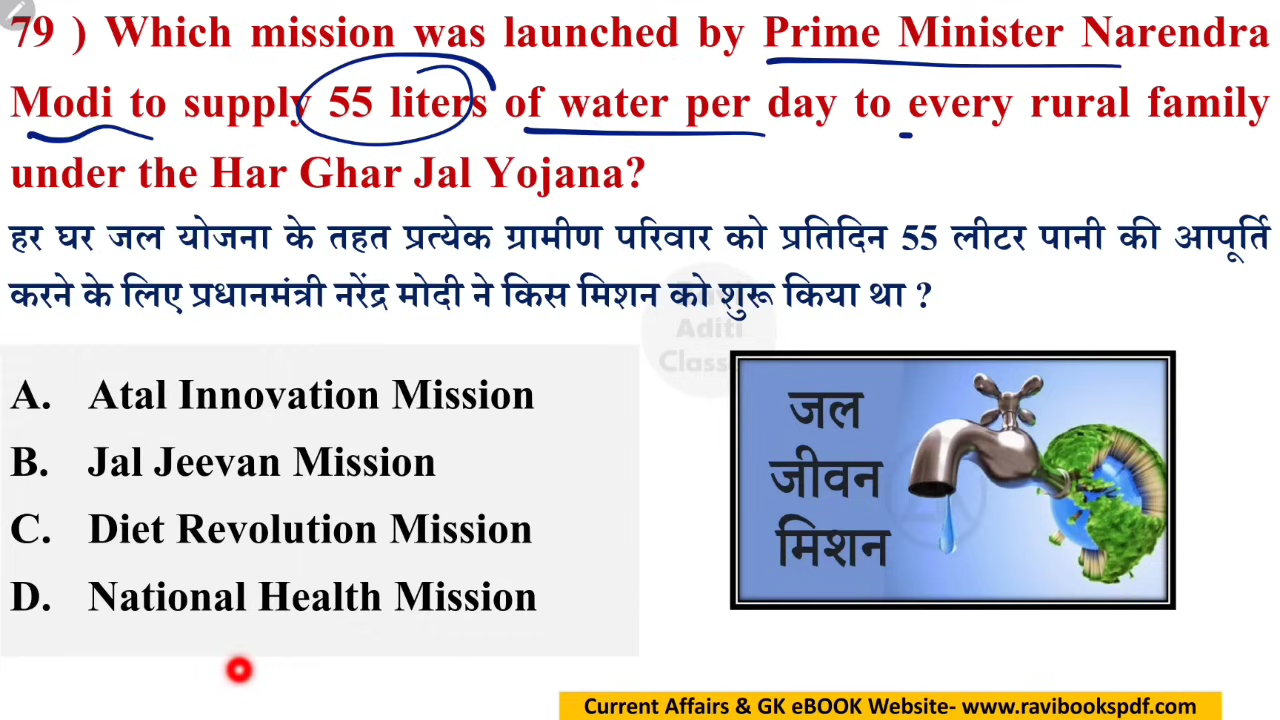 79 ) Which mission was launched by Prime Minister Narendra
Modi to supply 55 liters of water per day to every rural family
under the Har Ghar Jal Yojana?
हर घर जल योजना के तहत प्रत्येक ग्रामीण परिवार को प्रतिदिन 55 लीटर पानी की आपूर्ति
करने के लिए प्रधानमंत्री नरेंद्र मोदी ने किस मिशन को शुरू किया था ?
Aditi
Classes
A. Atal Innovation Mission
B. Jal Jeevan Mission
C. Diet Revolution Mission
D. National Health Mission
जल
जीवन
मिशन
Current Affairs & GK eBOOK Website- www.ravibookspdf.com